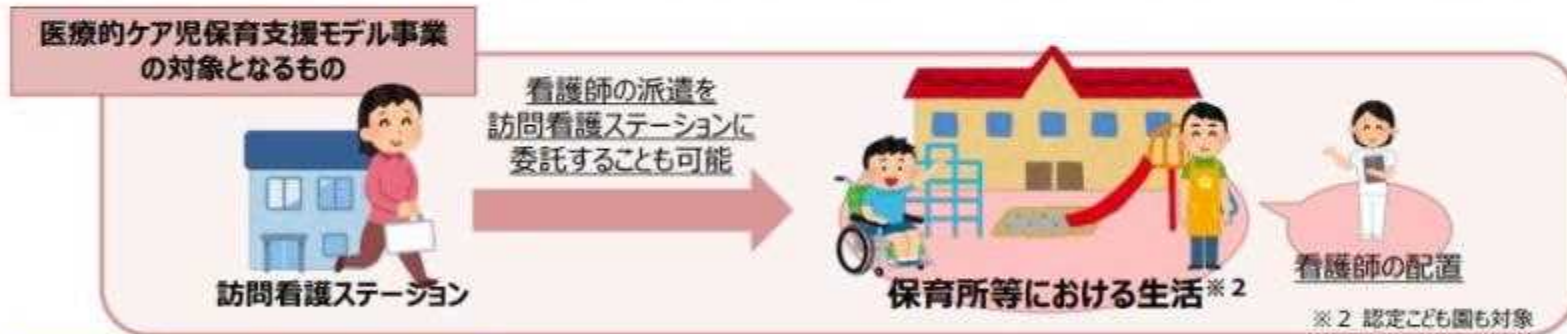 医療的ケア児保育支援モデル事業
の対象となるもの
看護師の派遣を
訪問看護ステーションに
委託することも可能
訪問看護ステーション
保育所等における生活※2
看護師の配置
※2 認定こども園も対象